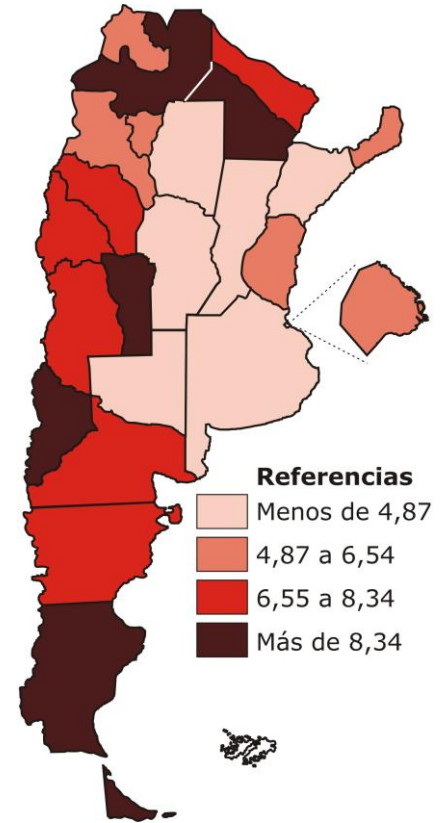 Referencias
Menos de 4,87
4,87 a 6,54
6,55 a 8,34
Más de 8,34